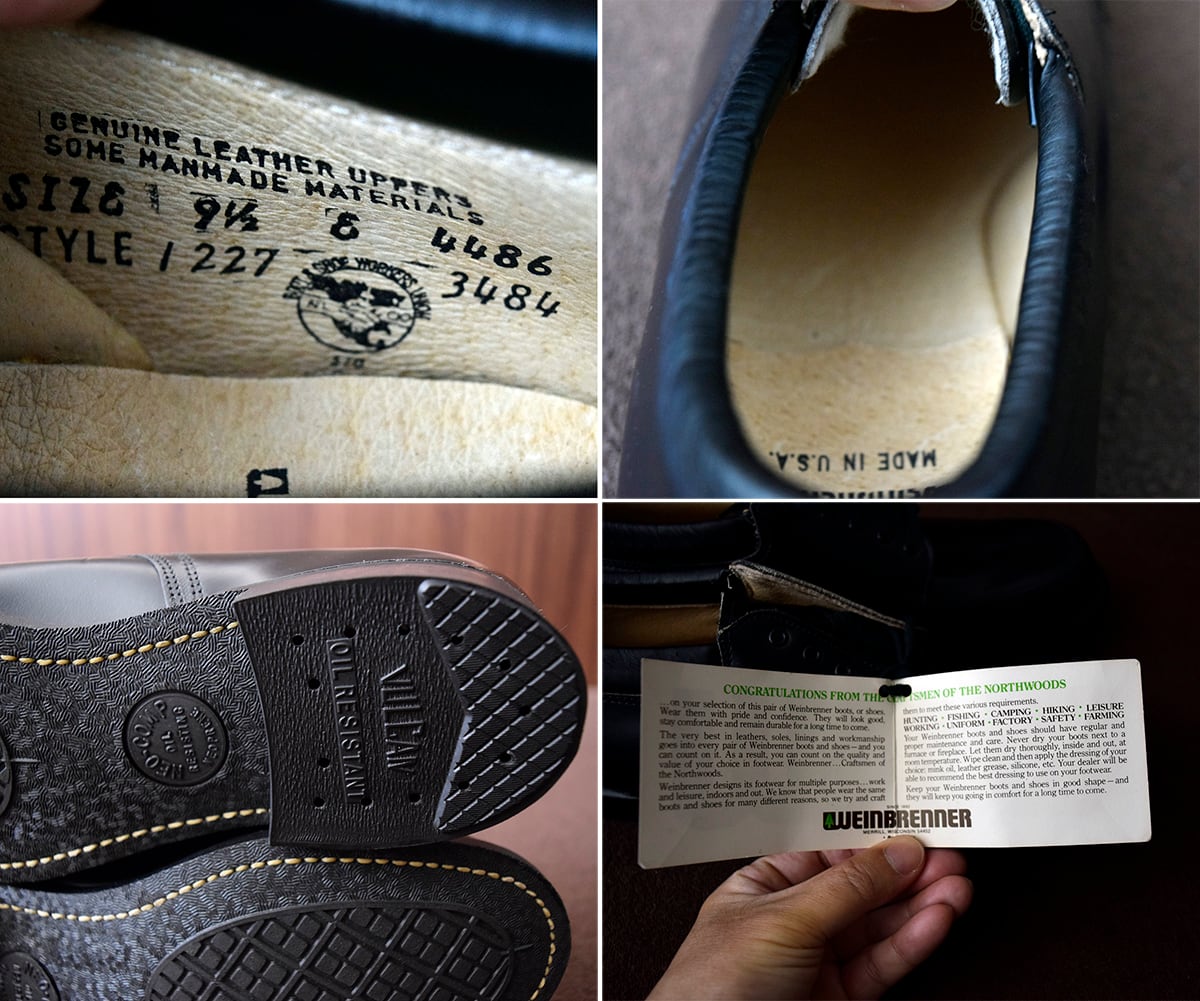 GENUINE LEATHER UPPERS
SOME MANMADE MATERIALS
SIZE 9½ E 4486
STYLE 1227 3484
SHOE WORKERS
MADE IN U.S.A.
WEINBRENNER
VULCAN
OIL RESISTANT
NEO-CORD
CONGRATULATIONS FROM THE CRAFTSMEN OF THE NORTHWOODS
...on your selection of this pair of Weinbrenner boots, or shoes.
Wear them with pride and confidence. They will look good,
stay comfortable and remain durable for a long time to come.
The very best in leathers, soles, linings and workmanship
goes into every pair of Weinbrenner boots and shoes—and you
can count on it. As a result, you can count on the quality and
value of your choice in footwear. Weinbrenner...Craftsmen of
the Northwoods.
Weinbrenner designs its footwear for multiple purposes...work
and leisure, indoors and out. We know that people wear the same
boots and shoes for many different reasons, so we try and craft
them to meet these various requirements.
HUNTING • FISHING • CAMPING • HIKING • LEISURE
WORKING • UNIFORM • FACTORY • SAFETY • FARMING
Your Weinbrenner boots and shoes should have regular and
proper maintenance and care. Never dry your boots next to a
furnace or fireplace. Let them dry thoroughly, inside and out, at
room temperature. Wipe clean and then apply the dressing of your
choice; mink oil, leather grease, silicone, etc. Your dealer will be
able to recommend the best dressing to use on your footwear.
Keep your Weinbrenner boots and shoes in good shape—and
they will keep you going in comfort for a long time to come.
SINCE 1892
WEINBRENNER
MERRILL, WISCONSIN 54452